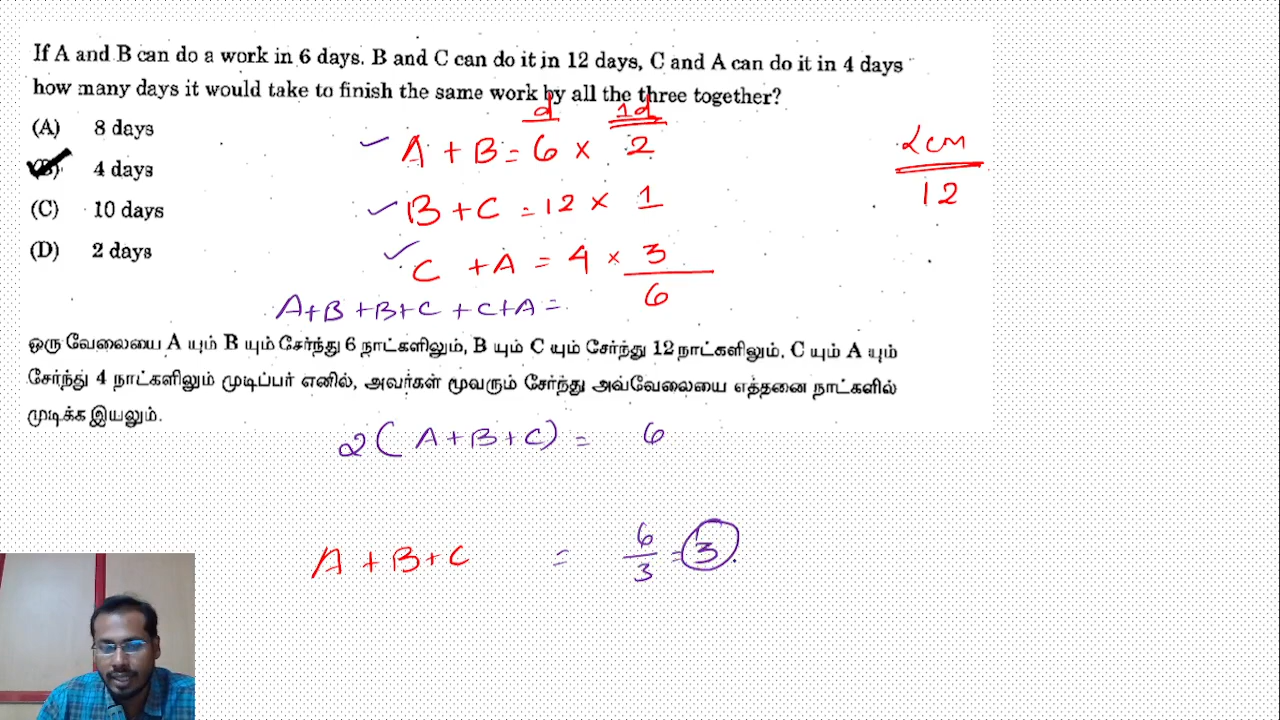 If A and B can do a work in 6 days. B and C can do it in 12 days, C and A can do it in 4 days
how many days it would take to finish the same work by all the three together?
d 1d
(A) 8 days
A + B = 6 × 2
2cm
12
(B) 4 days
(C) 10 days
B + C = 12 × 1
(D) 2 days
C + A = 4 × 3
6
A+B +B+C +C+A =
ஒரு வேலையை A யும் B யும் சேர்ந்து 6 நாட்களிலும், B யும் C யும் சேர்ந்து 12 நாட்களிலும், C யும் A யும்
சேர்ந்து 4 நாட்களிலும் முடிப்பர் எனில், அவர்கள் மூவரும் சேர்ந்து அவ்வேலையை எத்தனை நாட்களில்
முடிக்க இயலும்.
2 ( A+B+C) = 6
A + B + C = 6/3 = 3.